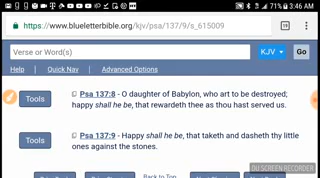 71% 3:46 AM
https://www.blueletterbible.org/kjv/psa/137/9/s_615009
Verse or Word(s) KJV Go
Help Quick Nav Advanced Options
Tools Psa 137:8 - O daughter of Babylon, who art to be destroyed;
happy shall he be, that rewardeth thee as thou hast served us.
Tools Psa 137:9 - Happy shall he be, that taketh and dasheth thy little
ones against the stones.
Back to Top
DU SCREEN RECORDER